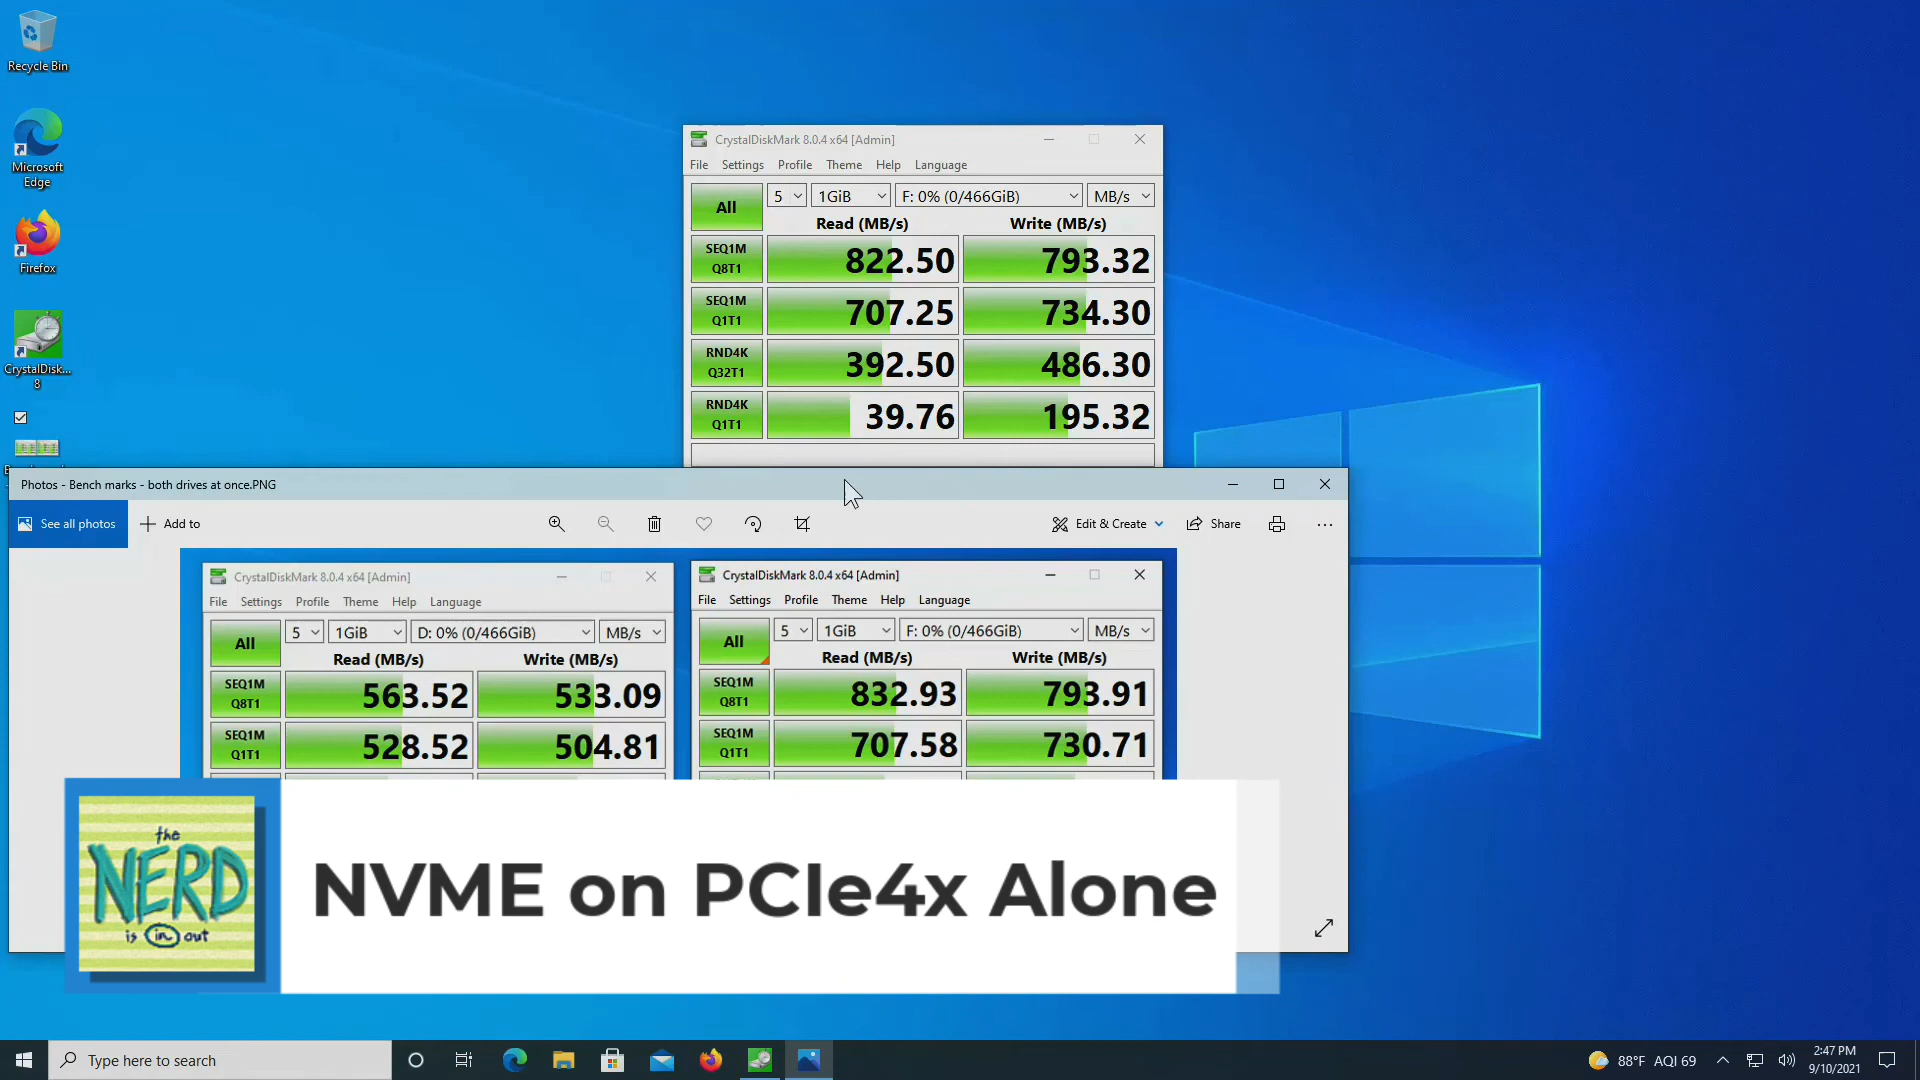 Recycle Bin
Microsoft
Edge
Firefox
CrystalDisk...
8
CrystalDiskMark 8.0.4 x64 [Admin]
File Settings Profile Theme Help Language
All 5 1GiB F: 0% (0/466GiB) MB/s
Read (MB/s) Write (MB/s)
SEQ1M
Q8T1 822.50 793.32
SEQ1M
Q1T1 707.25 734.30
RND4K
Q32T1 392.50 486.30
RND4K
Q1T1 39.76 195.32
Photos - Bench marks - both drives at once.PNG
See all photos Add to Edit & Create Share
CrystalDiskMark 8.0.4 x64 [Admin]
File Settings Profile Theme Help Language
All 5 1GiB D: 0% (0/466GiB) MB/s
Read (MB/s) Write (MB/s)
SEQ1M
Q8T1 563.52 533.09
SEQ1M
Q1T1 528.52 504.81
CrystalDiskMark 8.0.4 x64 [Admin]
File Settings Profile Theme Help Language
All 5 1GiB F: 0% (0/466GiB) MB/s
Read (MB/s) Write (MB/s)
SEQ1M
Q8T1 832.93 793.91
SEQ1M
Q1T1 707.58 730.71
the
NERD
is in out
NVME on PCIe4x Alone
Type here to search
88°F AQI 69
2:47 PM
9/10/2021